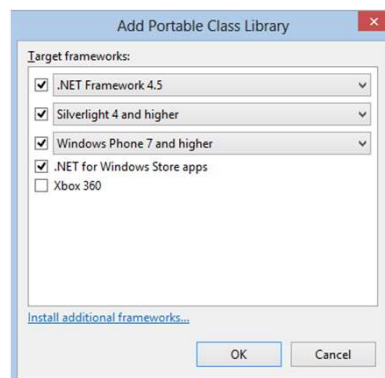 Add Portable Class Library
Target frameworks:
.NET Framework 4.5
Silverlight 4 and higher
Windows Phone 7 and higher
.NET for Windows Store apps
Xbox 360
Install additional frameworks...
OK Cancel